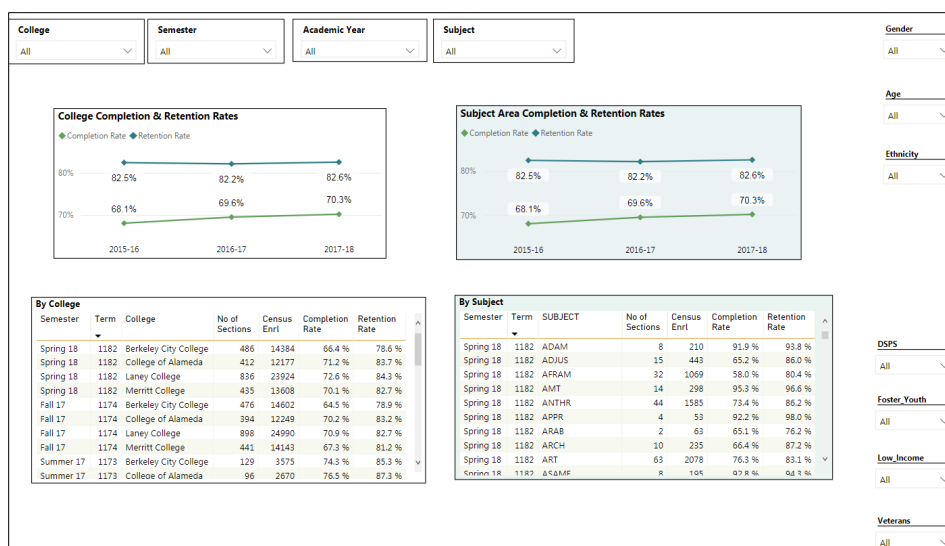 College
All
Semester
All
Academic Year
All
Subject
All
Gender
All
Age
All
Ethnicity
All
College Completion & Retention Rates
Completion Rate Retention Rate
80%
82.5% 82.2% 82.6%
70%
68.1% 69.6% 70.3%
2015-16 2016-17 2017-18
Subject Area Completion & Retention Rates
Completion Rate Retention Rate
80%
82.5% 82.2% 82.6%
70%
68.1% 69.6% 70.3%
2015-16 2016-17 2017-18
By College
Semester Term College No of Sections Census Enrl Completion Rate Retention Rate
Spring 18 1182 Berkeley City College 486 14384 66.4 % 78.6 %
Spring 18 1182 College of Alameda 412 12177 71.2 % 83.7 %
Spring 18 1182 Laney College 836 23924 72.6 % 84.3 %
Spring 18 1182 Merritt College 435 13608 70.1 % 82.7 %
Fall 17 1174 Berkeley City College 476 14602 64.5 % 78.9 %
Fall 17 1174 College of Alameda 394 12249 70.2 % 83.2 %
Fall 17 1174 Laney College 898 24990 70.9 % 82.7 %
Fall 17 1174 Merritt College 441 14143 67.3 % 81.2 %
Summer 17 1173 Berkeley City College 129 3575 74.3 % 85.3 %
Summer 17 1173 College of Alameda 96 2670 76.5 % 87.3 %
By Subject
Semester Term SUBJECT No of Sections Census Enrl Completion Rate Retention Rate
Spring 18 1182 ADAM 8 210 91.9 % 93.8 %
Spring 18 1182 ADJUS 15 443 65.2 % 86.0 %
Spring 18 1182 AFRAM 32 1069 58.0 % 80.4 %
Spring 18 1182 AMT 14 298 95.3 % 96.6 %
Spring 18 1182 ANTHR 44 1585 73.4 % 86.2 %
Spring 18 1182 APPR 4 53 92.2 % 98.0 %
Spring 18 1182 ARAB 2 63 65.1 % 76.2 %
Spring 18 1182 ARCH 10 235 66.4 % 87.2 %
Spring 18 1182 ART 63 2078 76.3 % 83.1 %
Spring 18 1182 ASAME 8 195 92.8 % 94.3 %
DSPS
All
Foster_Youth
All
Low_Income
All
Veterans
All